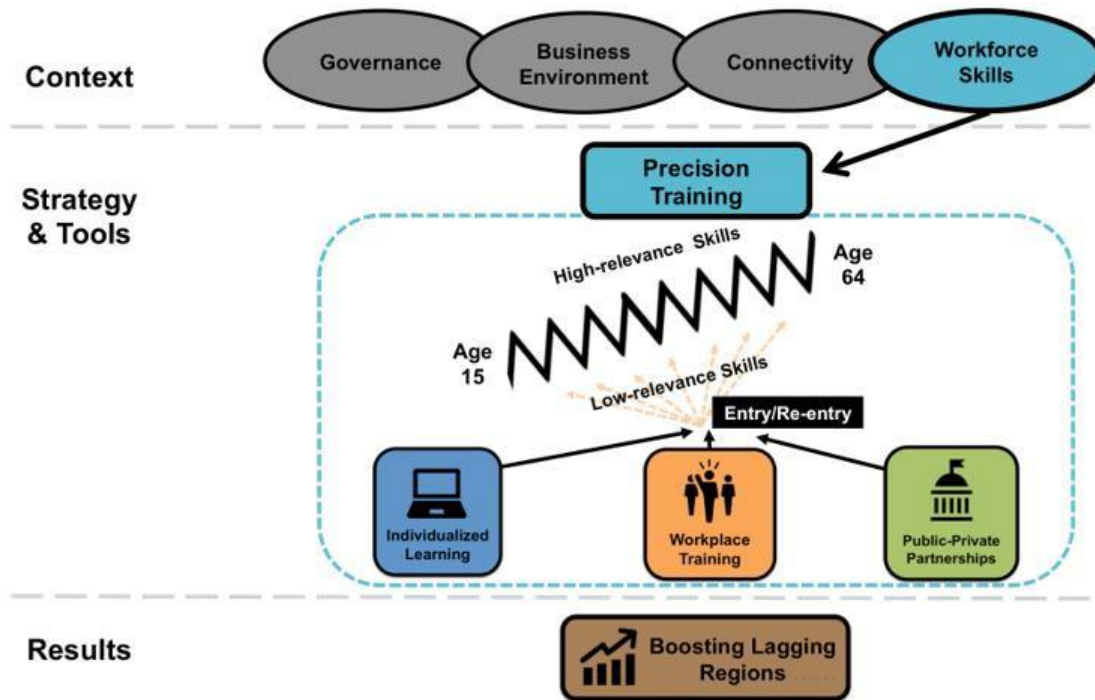 Context
Governance
Business
Environment
Connectivity
Workforce
Skills
Strategy
& Tools
Precision
Training
High-relevance Skills
Age
64
Age
15
Low-relevance Skills
Entry/Re-entry
Individualized
Learning
Workplace
Training
Public-Private
Partnerships
Results
Boosting Lagging
Regions